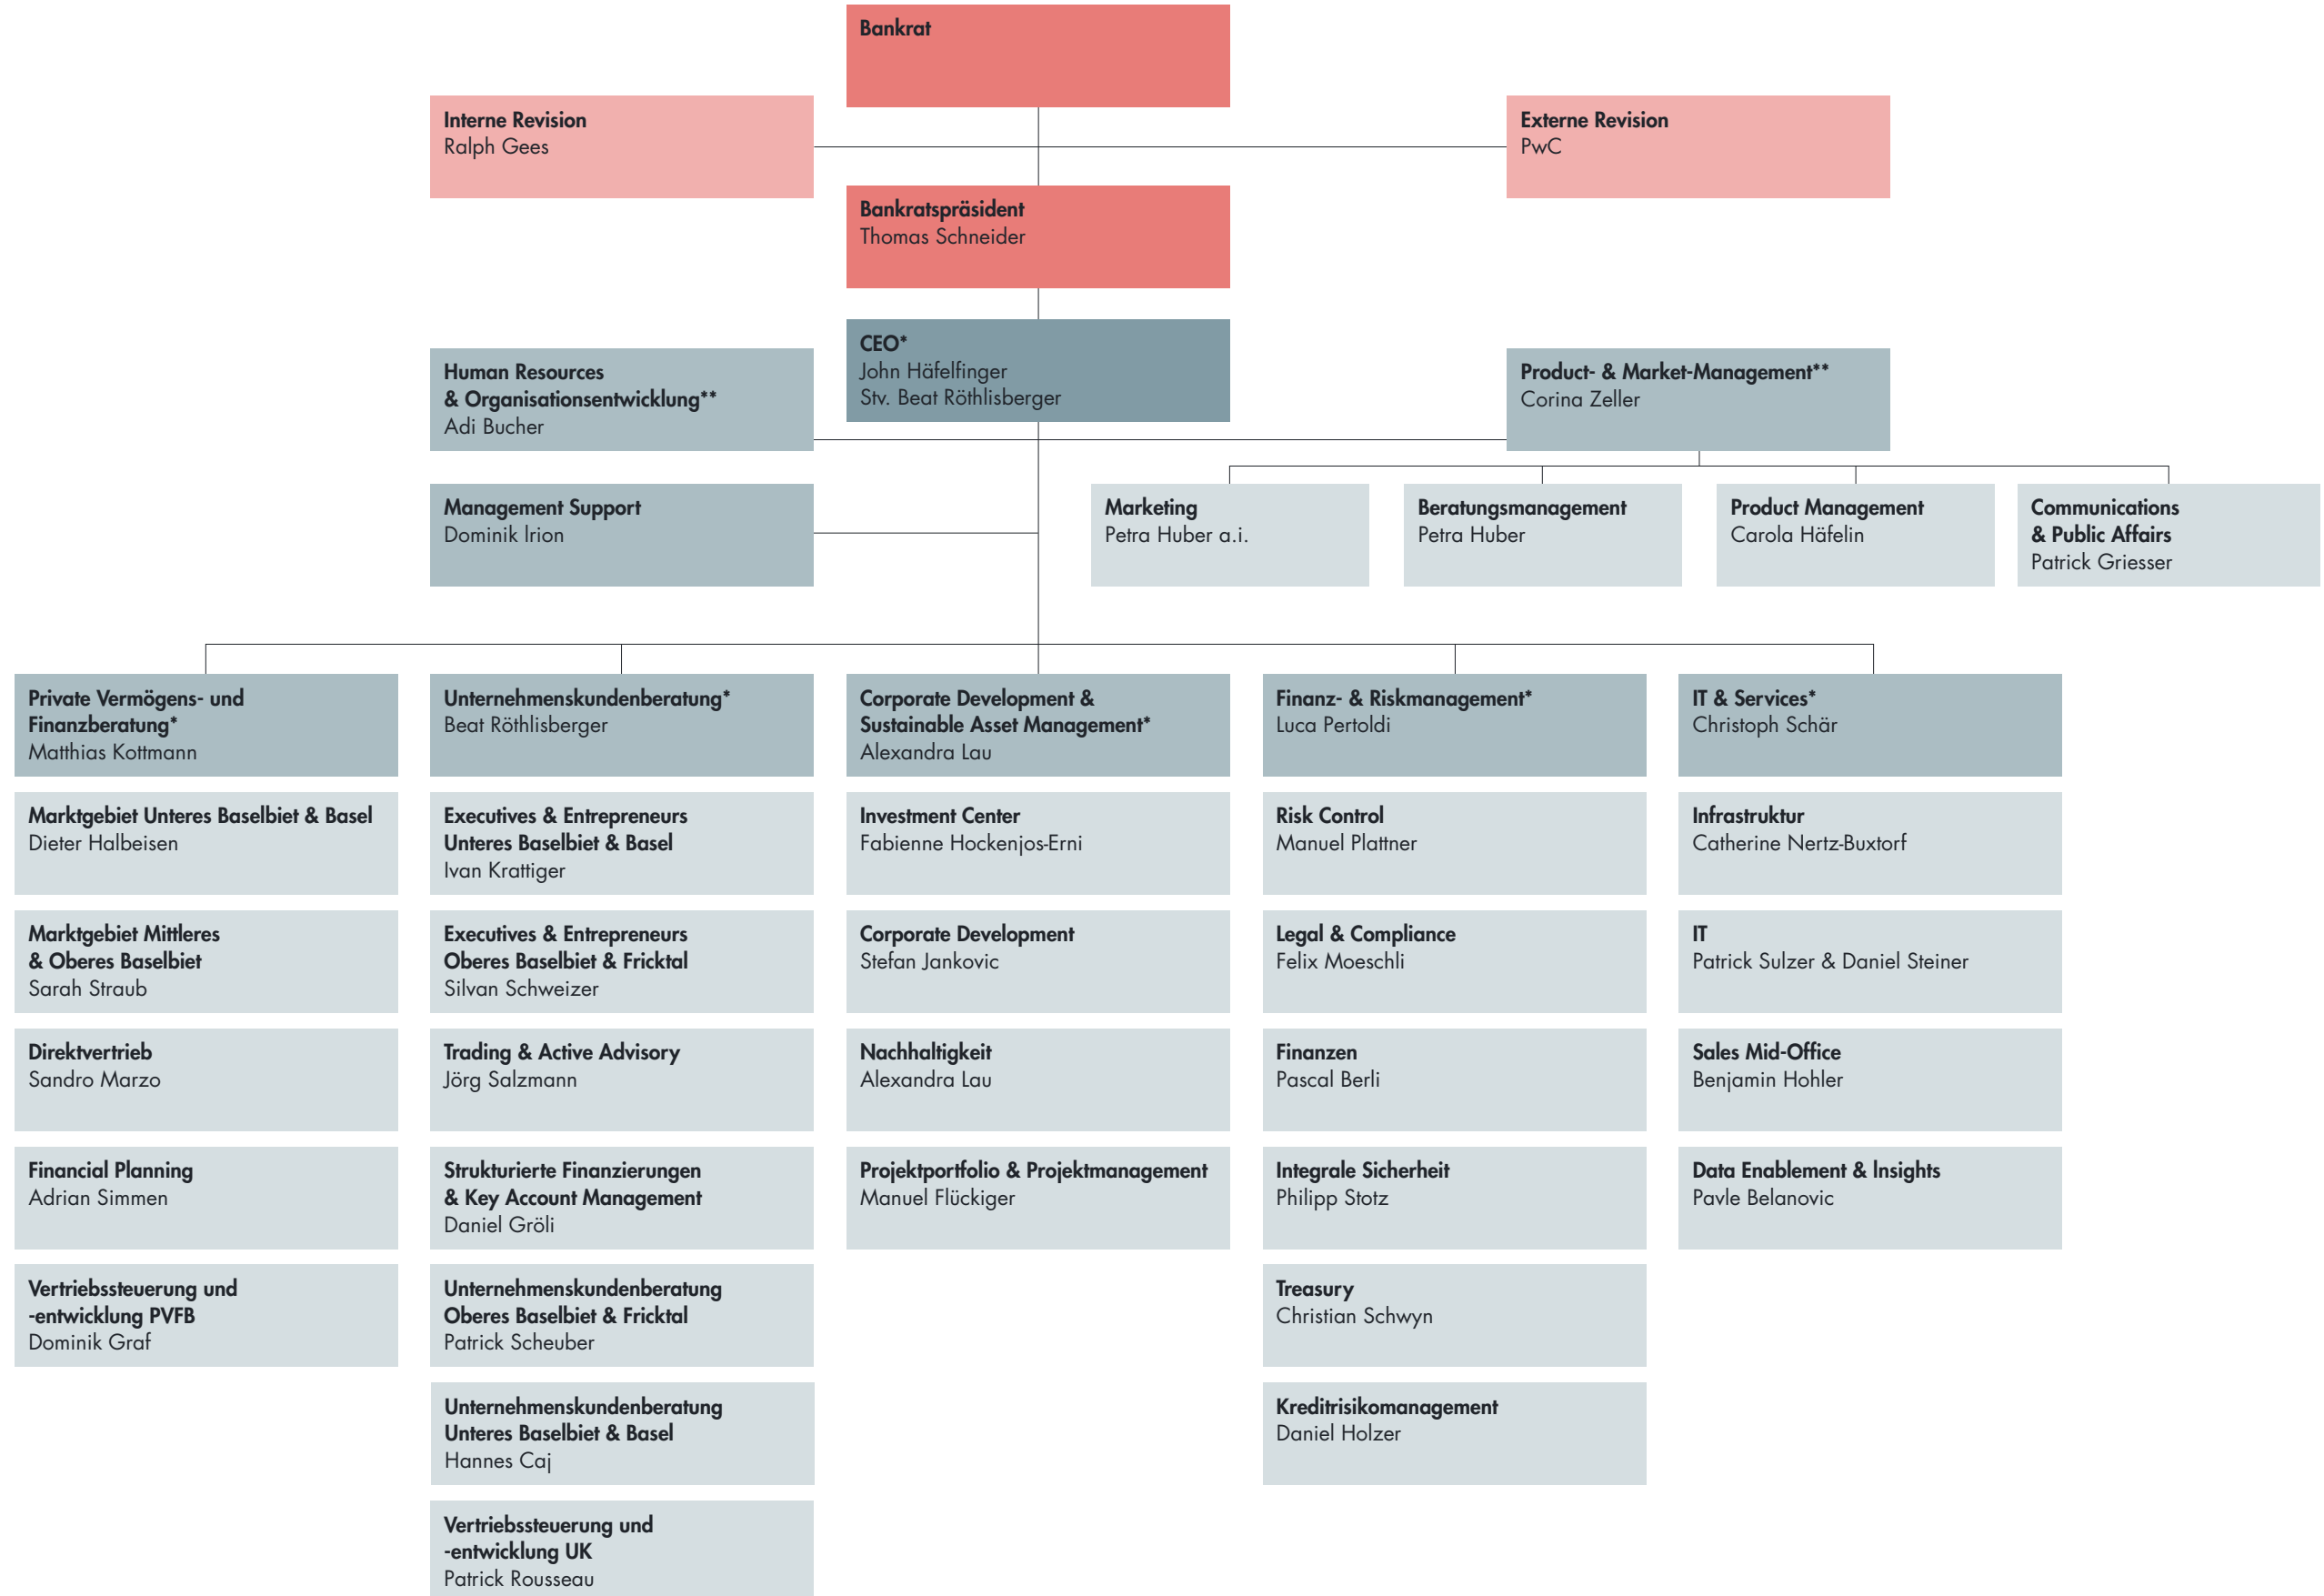 Bankrat
Interne Revision
Ralph Gees
Externe Revision
PwC
Bankratspräsident
Thomas Schneider
CEO*
John Häfelfinger
Stv. Beat Röthlisberger
Human Resources
& Organisationsentwicklung**
Adi Bucher
Product- & Market-Management**
Corina Zeller
Management Support
Dominik Irion
Marketing
Petra Huber a.i.
Beratungsmanagement
Petra Huber
Product Management
Carola Häfelin
Communications
& Public Affairs
Patrick Griesser
Private Vermögens- und
Finanzberatung*
Matthias Kottmann
Marktgebiet Unteres Baselbiet & Basel
Dieter Halbeisen
Marktgebiet Mittleres
& Oberes Baselbiet
Sarah Straub
Direktvertrieb
Sandro Marzo
Financial Planning
Adrian Simmen
Vertriebssteuerung und
-entwicklung PVFB
Dominik Graf
Unternehmenskundenberatung*
Beat Röthlisberger
Executives & Entrepreneurs
Unteres Baselbiet & Basel
Ivan Krattiger
Executives & Entrepreneurs
Oberes Baselbiet & Fricktal
Silvan Schweizer
Trading & Active Advisory
Jörg Salzmann
Strukturierte Finanzierungen
& Key Account Management
Daniel Gröli
Unternehmenskundenberatung
Oberes Baselbiet & Fricktal
Patrick Scheuber
Unternehmenskundenberatung
Unteres Baselbiet & Basel
Hannes Caj
Vertriebssteuerung und
-entwicklung UK
Patrick Rousseau
Corporate Development &
Sustainable Asset Management*
Alexandra Lau
Investment Center
Fabienne Hockenjos-Erni
Corporate Development
Stefan Jankovic
Nachhaltigkeit
Alexandra Lau
Projektportfolio & Projektmanagement
Manuel Flückiger
Finanz- & Riskmanagement*
Luca Pertoldi
Risk Control
Manuel Plattner
Legal & Compliance
Felix Moeschli
Finanzen
Pascal Berli
Integrale Sicherheit
Philipp Stotz
Treasury
Christian Schwyn
Kreditrisikomanagement
Daniel Holzer
IT & Services*
Christoph Schär
Infrastruktur
Catherine Nertz-Buxtorf
IT
Patrick Sulzer & Daniel Steiner
Sales Mid-Office
Benjamin Hohler
Data Enablement & Insights
Pavle Belanovic